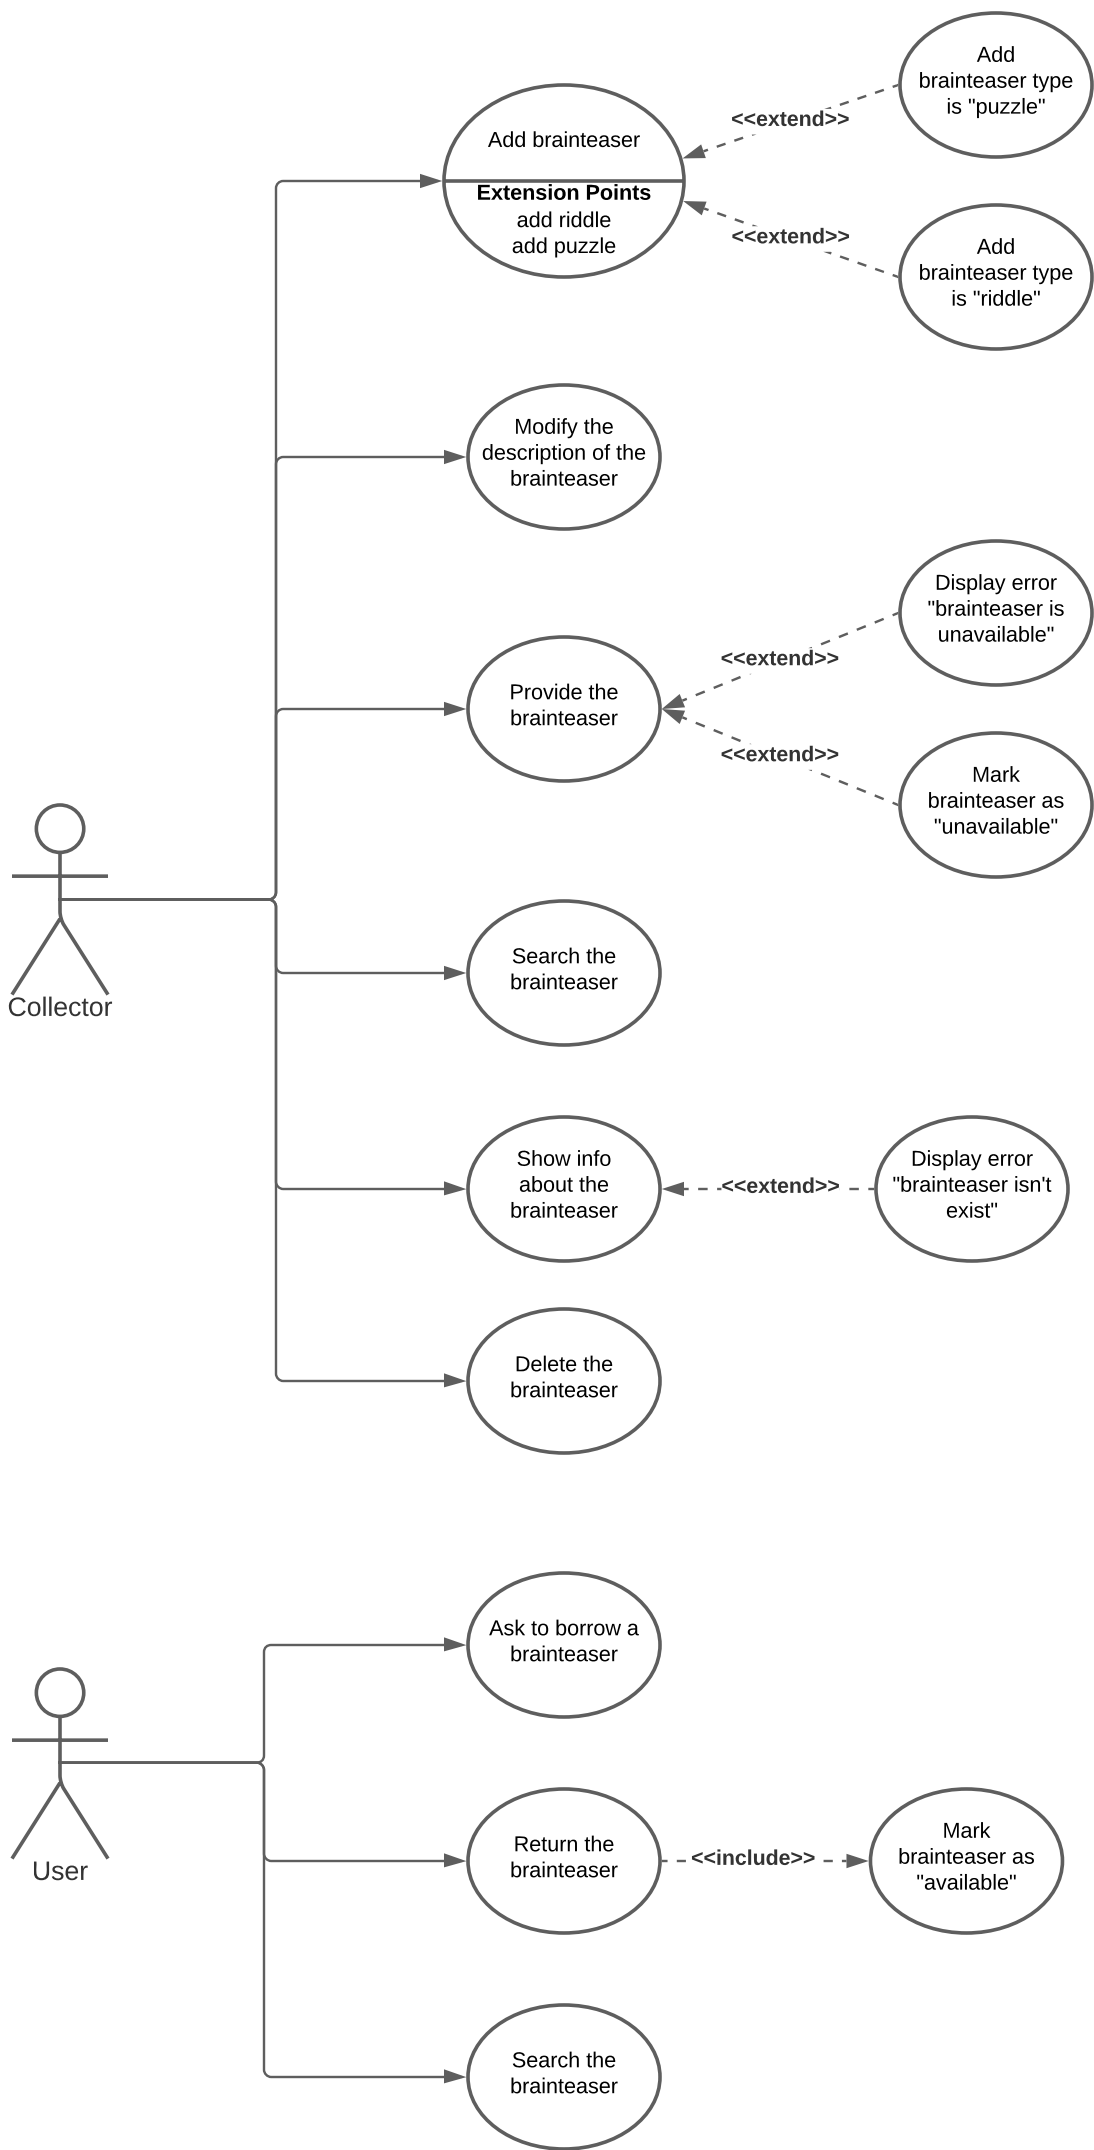 Add
brainteaser type
is "puzzle"
<<extend>>
Add brainteaser
Extension Points
add riddle
add puzzle
<<extend>>
Add
brainteaser type
is "riddle"
Modify the
description of the
brainteaser
Display error
"brainteaser is
unavailable"
<<extend>>
Provide the
brainteaser
<<extend>>
Mark
brainteaser as
"unavailable"
Collector
Search the
brainteaser
Show info
about the
brainteaser
<<extend>>
Display error
"brainteaser isn't
exist"
Delete the
brainteaser
Ask to borrow a
brainteaser
User
Return the
brainteaser
<<include>>
Mark
brainteaser as
"available"
Search the
brainteaser